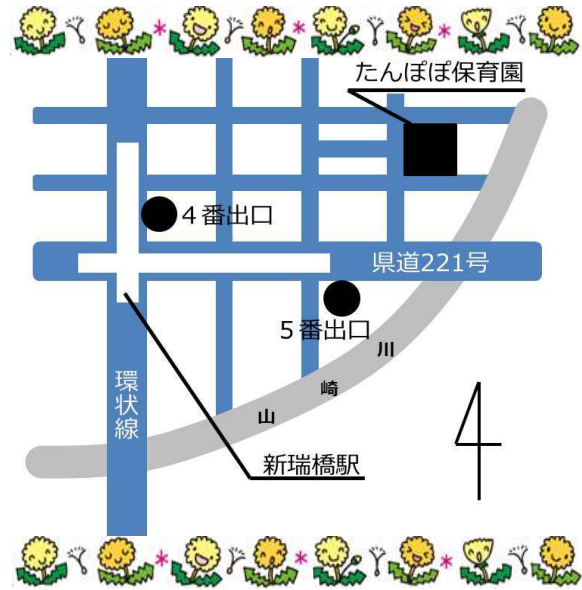 たんぽぽ保育園
４番出口
県道221号
５番出口
山崎川
環状線
新瑞橋駅